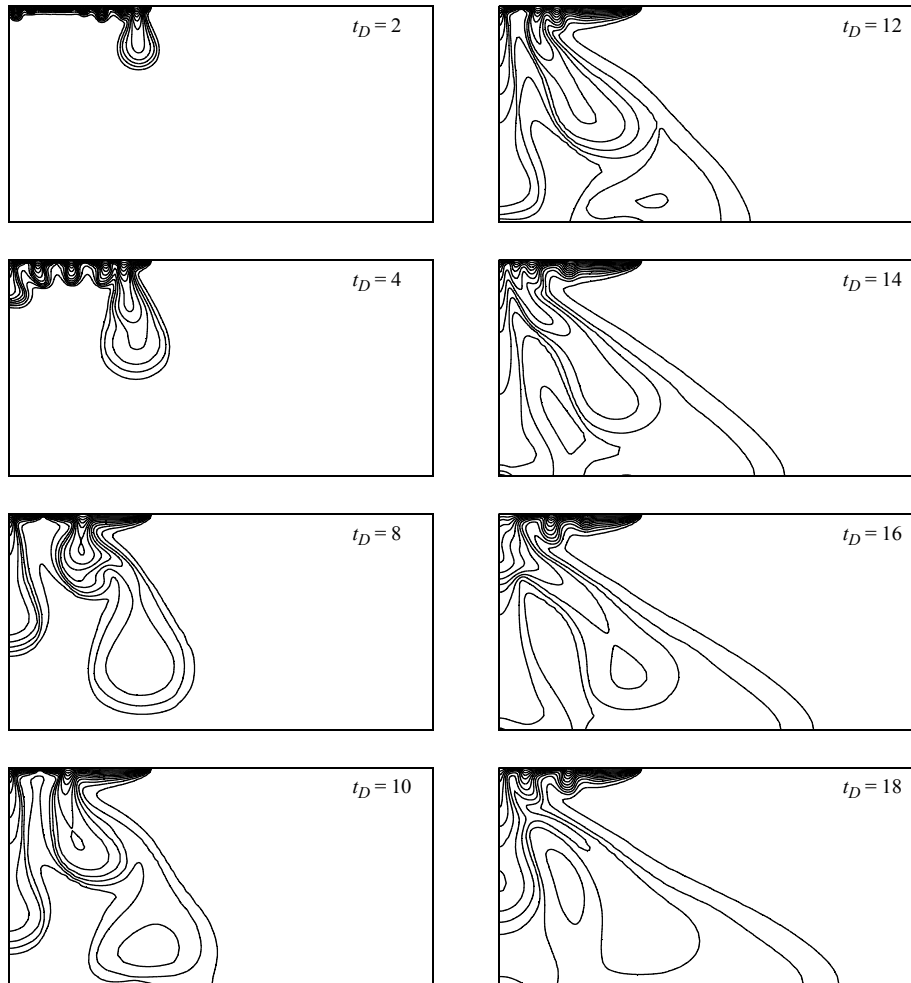 t_D = 2
t_D = 4
t_D = 8
t_D = 10
t_D = 12
t_D = 14
t_D = 16
t_D = 18